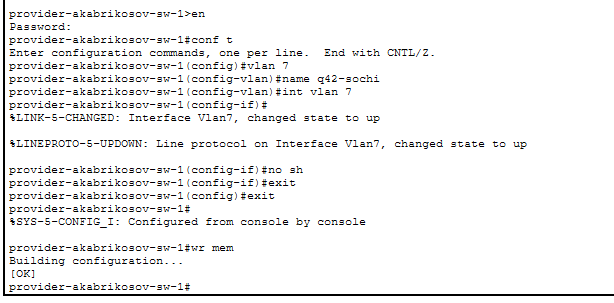 provider-akabrikosov-sw-1>en
Password:
provider-akabrikosov-sw-1#conf t
Enter configuration commands, one per line.  End with CNTL/Z.
provider-akabrikosov-sw-1(config)#vlan 7
provider-akabrikosov-sw-1(config-vlan)#name q42-sochi
provider-akabrikosov-sw-1(config-vlan)#int vlan 7
provider-akabrikosov-sw-1(config-if)#
%LINK-5-CHANGED: Interface Vlan7, changed state to up
%LINEPROTO-5-UPDOWN: Line protocol on Interface Vlan7, changed state to up
provider-akabrikosov-sw-1(config-if)#no sh
provider-akabrikosov-sw-1(config-if)#exit
provider-akabrikosov-sw-1(config)#exit
provider-akabrikosov-sw-1#
%SYS-5-CONFIG_I: Configured from console by console
provider-akabrikosov-sw-1#wr mem
Building configuration...
[OK]
provider-akabrikosov-sw-1#